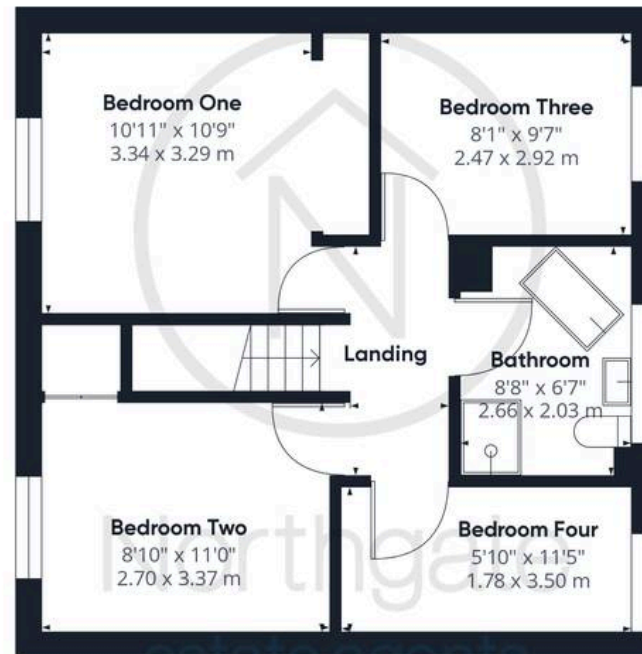 Bedroom One
10'11" x 10'9"
3.34 x 3.29 m
Bedroom Three
8'1" x 9'7"
2.47 x 2.92 m
Landing
Bathroom
8'8" x 6'7"
2.66 x 2.03 m
Bedroom Two
8'10" x 11'0"
2.70 x 3.37 m
Bedroom Four
5'10" x 11'5"
1.78 x 3.50 m
Northgate
estate agents